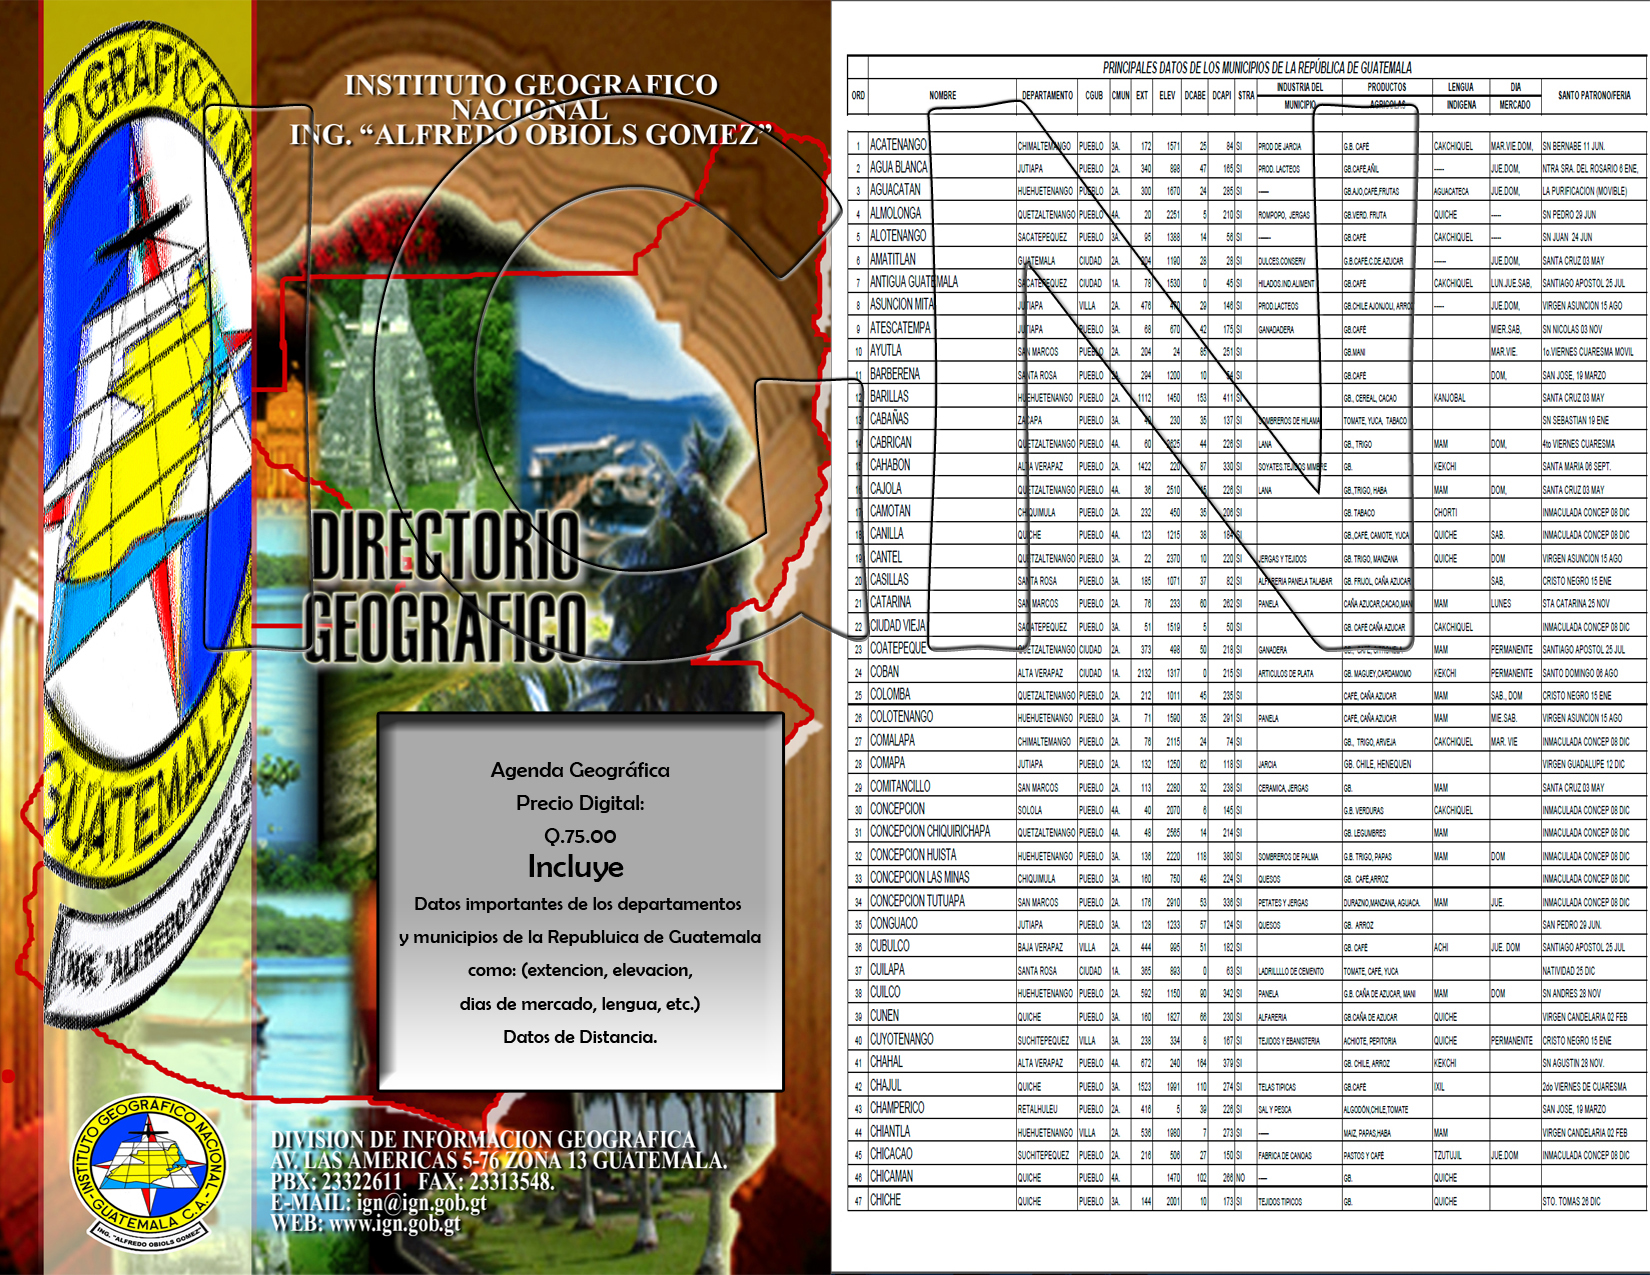 INSTITUTO GEOGRAFICO
NACIONAL
ING. “ALFREDO OBIOLS GOMEZ”
DIRECTORIO
GEOGRAFICO
Agenda Geográfica
Precio Digital:
Q.75.00
Incluye
Datos importantes de los departamentos
y municipios de la Republuica de Guatemala
como: (extencion, elevacion,
dias de mercado, lengua, etc.)
Datos de Distancia.
INSTITUTO GEOGRÁFICO NACIONAL - GUATEMALA C.A. -
ING. "ALFREDO OBIOLS GOMEZ"
DIVISION DE INFORMACION GEOGRAFICA
AV. LAS AMERICAS 5-76 ZONA 13 GUATEMALA.
PBX: 23322611 FAX: 23313548.
E-MAIL: ign@ign.gob.gt
WEB: www.ign.gob.gt
PRINCIPALES DATOS DE LOS MUNICIPIOS DE LA REPÚBLICA DE GUATEMALA
ORD NOMBRE DEPARTAMENTO CGUB CMUN EXT ELEV DCABE DCAPI STRA INDUSTRIA DEL MUNICIPIO PRODUCTOS AGRICOLAS LENGUA INDIGENA DIA MERCADO SANTO PATRONO/FERIA
1 ACATENANGO CHIMALTEMANGO PUEBLO 3A. 172 1571 25 84 SI PROD DE JARCIA G.B. CAFÉ CAKCHIQUEL MAR.VIE.DOM, SN BERNABE 11 JUN.
2 AGUA BLANCA JUTIAPA PUEBLO 2A. 340 898 47 165 SI PROD. LACTEOS GB.CAFÉ,AÑIL ----- JUE.DOM, NTRA SRA. DEL ROSARIO 6 ENE,
3 AGUACATAN HUEHUETENANGO PUEBLO 2A. 300 1670 24 285 SI ----- GB.AJO,CAFÉ,FRUTAS AGUACATECA JUE.DOM, LA PURIFICACION (MOVIBLE)
4 ALMOLONGA QUETZALTENANGO PUEBLO 4A. 20 2251 5 210 SI ROMPOPO, JERGAS GB.VERD. FRUTA QUICHE ----- SN PEDRO 29 JUN
5 ALOTENANGO SACATEPEQUEZ PUEBLO 3A. 95 1388 14 56 SI ------ GB.CAFÉ CAKCHIQUEL ----- SN JUAN 24 JUN
6 AMATITLAN GUATEMALA CIUDAD 2A. 204 1190 28 28 SI DULCES.CONSERV G.B.CAFÉ.C.DE.AZUCAR ------ JUE.DOM, SANTA CRUZ 03 MAY
7 ANTIGUA GUATEMALA SACATEPEQUEZ CIUDAD 1A. 78 1530 0 45 SI HILADOS.IND.ALIMENT GB.CAFÉ CAKCHIQUEL LUN.JUE.SAB, SANTIAGO APOSTOL 25 JUL
8 ASUNCION MITA JUTIAPA VILLA 2A. 476 470 29 146 SI PROD.LACTEOS GB.CHILE AJONJOLI, ARROZ ----- JUE.DOM, VIRGEN ASUNCION 15 AGO
9 ATESCATEMPA JUTIAPA PUEBLO 3A. 68 670 42 175 SI GANADADERA GB.CAFÉ MIER.SAB, SN NICOLAS 03 NOV
10 AYUTLA SAN MARCOS PUEBLO 2A. 204 24 251 SI GB.MANI MAR.VIE. 1o.VIERNES CUARESMA MOVIL
11 BARBERENA SANTA ROSA PUEBLO 2A. 294 1200 10 54 SI GB.CAFÉ DOM, SAN JOSE, 19 MARZO
12 BARILLAS HUEHUETENANGO PUEBLO 2A. 1112 1450 153 411 SI GB., CEREAL, CACAO KANJOBAL SANTA CRUZ 03 MAY
13 CABAÑAS ZACAPA PUEBLO 3A. 230 35 137 SI SOMBREROS DE HILAMA TOMATE, YUCA, TABACO SN SEBASTIAN 19 ENE
14 CABRICAN QUETZALTENANGO PUEBLO 4A. 60 2625 44 226 SI LANA GB., TRIGO MAM DOM, 4to VIERNES CUARESMA
15 CAHABON ALTA VERAPAZ PUEBLO 2A. 1422 220 87 330 SI SOYATES.TEJIDOS MIMBRE GB. KEKCHI SANTA MARIA 06 SEPT.
16 CAJOLA QUETZALTENANGO PUEBLO 4A. 36 2510 226 SI LANA GB.,TRIGO, HABA MAM DOM, SANTA CRUZ 03 MAY
17 CAMOTAN CHIQUIMULA PUEBLO 2A. 232 450 35 206 SI GB. TABACO CHORTI INMACULADA CONCEP 08 DIC
18 CANILLA QUICHE PUEBLO 4A. 123 1215 38 184 SI GB.,CAFÉ, CAMOTE, YUCA QUICHE SAB. INMACULADA CONCEP 08 DIC
19 CANTEL QUETZALTENANGO PUEBLO 3A. 22 2370 10 220 SI JERGAS Y TEJIDOS GB. TRIGO, MANZANA QUICHE DOM VIRGEN ASUNCION 15 AGO
20 CASILLAS SANTA ROSA PUEBLO 3A. 185 1071 37 82 SI ALFARERIA PANELA TALABAR GB. FRIJOL, CAÑA AZUCAR SAB, CRISTO NEGRO 15 ENE
21 CATARINA SAN MARCOS PUEBLO 2A. 76 233 60 262 SI PANELA CAÑA AZUCAR,CACAO,MAN MAM LUNES STA CATARINA 25 NOV
22 CIUDAD VIEJA SACATEPEQUEZ PUEBLO 3A. 51 1519 5 50 SI GB. CAFÉ CAÑA AZUCAR CAKCHIQUEL INMACULADA CONCEP 08 DIC
23 COATEPEQUE QUETZALTENANGO CIUDAD 2A. 373 498 50 218 SI GANADERA GB., CAFÉ, MAM PERMANENTE SANTIAGO APOSTOL 25 JUL
24 COBAN ALTA VERAPAZ CIUDAD 1A. 2132 1317 0 215 SI ARTICULOS DE PLATA GB. MAGUEY,CARDAMOMO KEKCHI PERMANENTE SANTO DOMINGO 06 AGO
25 COLOMBA QUETZALTENANGO PUEBLO 2A. 212 1011 45 235 SI CAFÉ, CAÑA AZUCAR MAM SAB., DOM CRISTO NEGRO 15 ENE
26 COLOTENANGO HUEHUETENANGO PUEBLO 3A. 71 1590 35 291 SI PANELA CAFÉ, CAÑA AZUCAR MAM MIE.SAB. VIRGEN ASUNCION 15 AGO
27 COMALAPA CHIMALTEMANGO PUEBLO 2A. 76 2115 24 74 SI GB., TRIGO, ARVEJA CAKCHIQUEL MAR. VIE INMACULADA CONCEP 08 DIC
28 COMAPA JUTIAPA PUEBLO 2A. 132 1250 62 118 SI JARCIA GB. CHILE, HENEQUEN VIRGEN GUADALUPE 12 DIC
29 COMITANCILLO SAN MARCOS PUEBLO 2A. 113 2280 32 238 SI CERAMICA, JERGAS GB. MAM SANTA CRUZ 03 MAY
30 CONCEPCION SOLOLA PUEBLO 4A. 40 2070 6 145 SI G.B. VERDURAS CAKCHIQUEL INMACULADA CONCEP 08 DIC
31 CONCEPCION CHIQUIRICHAPA QUETZALTENANGO PUEBLO 4A. 48 2565 14 214 SI GB. LEGUMBRES MAM INMACULADA CONCEP 08 DIC
32 CONCEPCION HUISTA HUEHUETENANGO PUEBLO 3A. 136 2220 118 380 SI SOMBREROS DE PALMA G.B. TRIGO, PAPAS MAM DOM INMACULADA CONCEP 08 DIC
33 CONCEPCION LAS MINAS CHIQUIMULA PUEBLO 3A. 160 750 48 224 SI QUESOS GB. CAFÉ,ARROZ INMACULADA CONCEP 08 DIC
34 CONCEPCION TUTUAPA SAN MARCOS PUEBLO 2A. 176 2910 53 336 SI PETATES Y JERGAS DURAZNO,MANZANA, AGUACA. MAM JUE. INMACULADA CONCEP 08 DIC
35 CONGUACO JUTIAPA PUEBLO 3A. 128 1233 57 124 SI QUESOS GB. ARROZ SAN PEDRO 29 JUN.
36 CUBULCO BAJA VERAPAZ VILLA 2A. 444 995 51 182 SI GB. CAFÉ ACHI JUE. DOM SANTIAGO APOSTOL 25 JUL
37 CUILAPA SANTA ROSA CIUDAD 1A. 365 893 0 63 SI LADRILLLLO DE CEMENTO TOMATE, CAFÉ, YUCA NATIVIDAD 25 DIC
38 CUILCO HUEHUETENANGO PUEBLO 2A. 592 1150 90 342 SI PANELA G.B. CAÑA DE AZUCAR, MANI MAM DOM SN ANDRES 28 NOV
39 CUNEN QUICHE PUEBLO 3A. 160 1827 66 230 SI ALFARERIA GB.CAÑA DE AZUCAR QUICHE VIRGEN CANDELARIA 02 FEB
40 CUYOTENANGO SUCHITEPEQUEZ VILLA 3A. 238 334 8 167 SI TEJIDOS Y EBANISTERIA ACHIOTE, PEPITORIA QUICHE PERMANENTE CRISTO NEGRO 15 ENE
41 CHAHAL ALTA VERAPAZ PUEBLO 4A. 672 240 164 379 SI GB. CHILE, ARROZ KEKCHI SN AGUSTIN 28 NOV.
42 CHAJUL QUICHE PUEBLO 3A. 1523 1991 110 274 SI TELAS TIPICAS GB.CAFÉ IXIL 2do VIERNES DE CUARESMA
43 CHAMPERICO RETALHULEU PUEBLO 2A. 416 5 39 226 SI SAL Y PESCA ALGODÓN,CHILE,TOMATE SAN JOSE, 19 MARZO
44 CHIANTLA HUEHUETENANGO VILLA 2A. 536 1980 7 273 SI ----- MAIZ, PAPAS,HABA MAM VIRGEN CANDELARIA 02 FEB
45 CHICACAO SUCHITEPEQUEZ PUEBLO 2A. 216 506 27 150 SI FABRICA DE CANOAS PASTOS Y CAFÉ TZUTUJIL JUE.DOM INMACULADA CONCEP 08 DIC
46 CHICAMAN QUICHE PUEBLO 4A. 1470 102 266 NO ---- GB. QUICHE
47 CHICHE QUICHE PUEBLO 3A. 144 2001 10 173 SI TEJIDOS TIPICOS GB. QUICHE STO. TOMAS 26 DIC